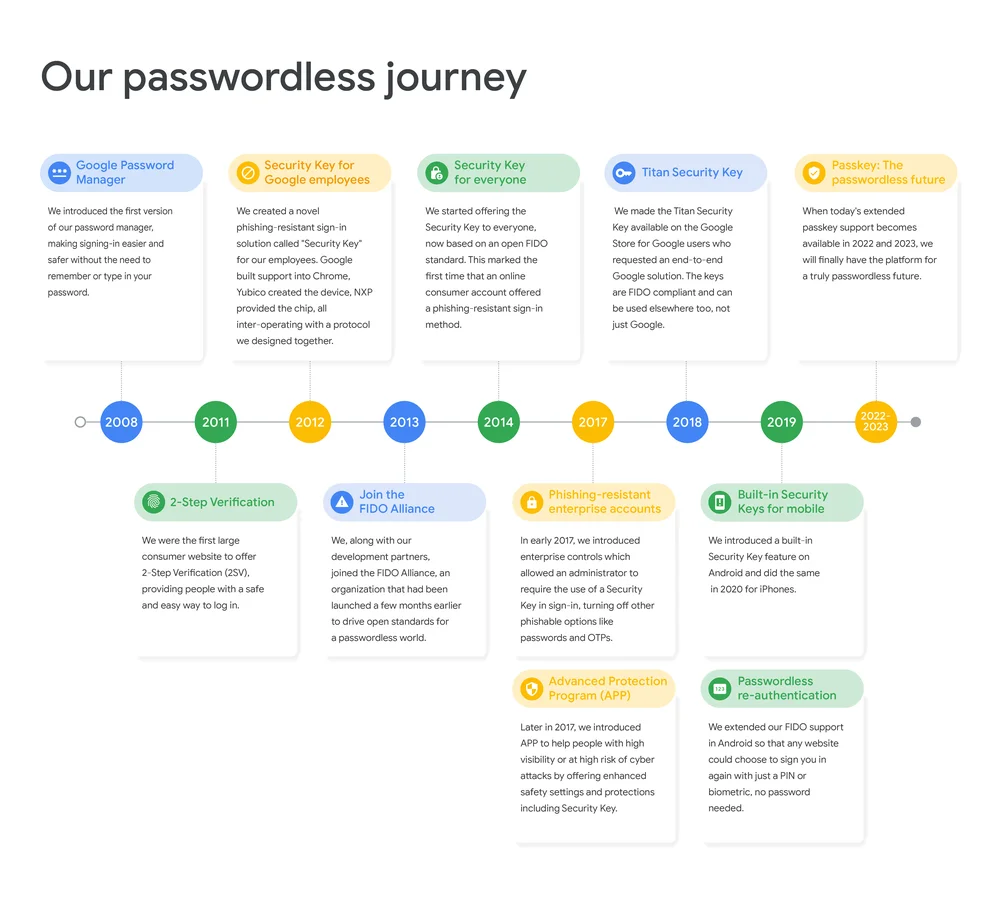 Our passwordless journey
Google Password
Manager
We introduced the first version
of our password manager,
making signing-in easier and
safer without the need to
remember or type in your
password.
Security Key for
Google employees
We created a novel
phishing-resistant sign-in
solution called "Security Key"
for our employees. Google
built support into Chrome,
Yubico created the device, NXP
provided the chip, all
inter-operating with a protocol
we designed together.
Security Key
for everyone
We started offering the
Security Key to everyone,
now based on an open FIDO
standard. This marked the
first time that an online
consumer account offered
a phishing-resistant sign-in
method.
Titan Security Key
We made the Titan Security
Key available on the Google
Store for Google users who
requested an end-to-end
Google solution. The keys
are FIDO compliant and can
be used elsewhere too, not
just Google.
Passkey: The
passwordless future
When today's extended
passkey support becomes
available in 2022 and 2023, we
will finally have the platform for
a truly passwordless future.
2008
2011
2012
2013
2014
2017
2018
2019
2022-
2023
2-Step Verification
We were the first large
consumer website to offer
2-Step Verification (2SV),
providing people with a safe
and easy way to log in.
Join the
FIDO Alliance
We, along with our
development partners,
joined the FIDO Alliance, an
organization that had been
launched a few months earlier
to drive open standards for
a passwordless world.
Phishing-resistant
enterprise accounts
In early 2017, we introduced
enterprise controls which
allowed an administrator to
require the use of a Security
Key in sign-in, turning off other
phishable options like
passwords and OTPs.
Built-in Security
Keys for mobile
We introduced a built-in
Security Key feature on
Android and did the same
in 2020 for iPhones.
Advanced Protection
Program (APP)
Later in 2017, we introduced
APP to help people with high
visibility or at high risk of cyber
attacks by offering enhanced
safety settings and protections
including Security Key.
123
Passwordless
re-authentication
We extended our FIDO support
in Android so that any website
could choose to sign you in
again with just a PIN or
biometric, no password
needed.